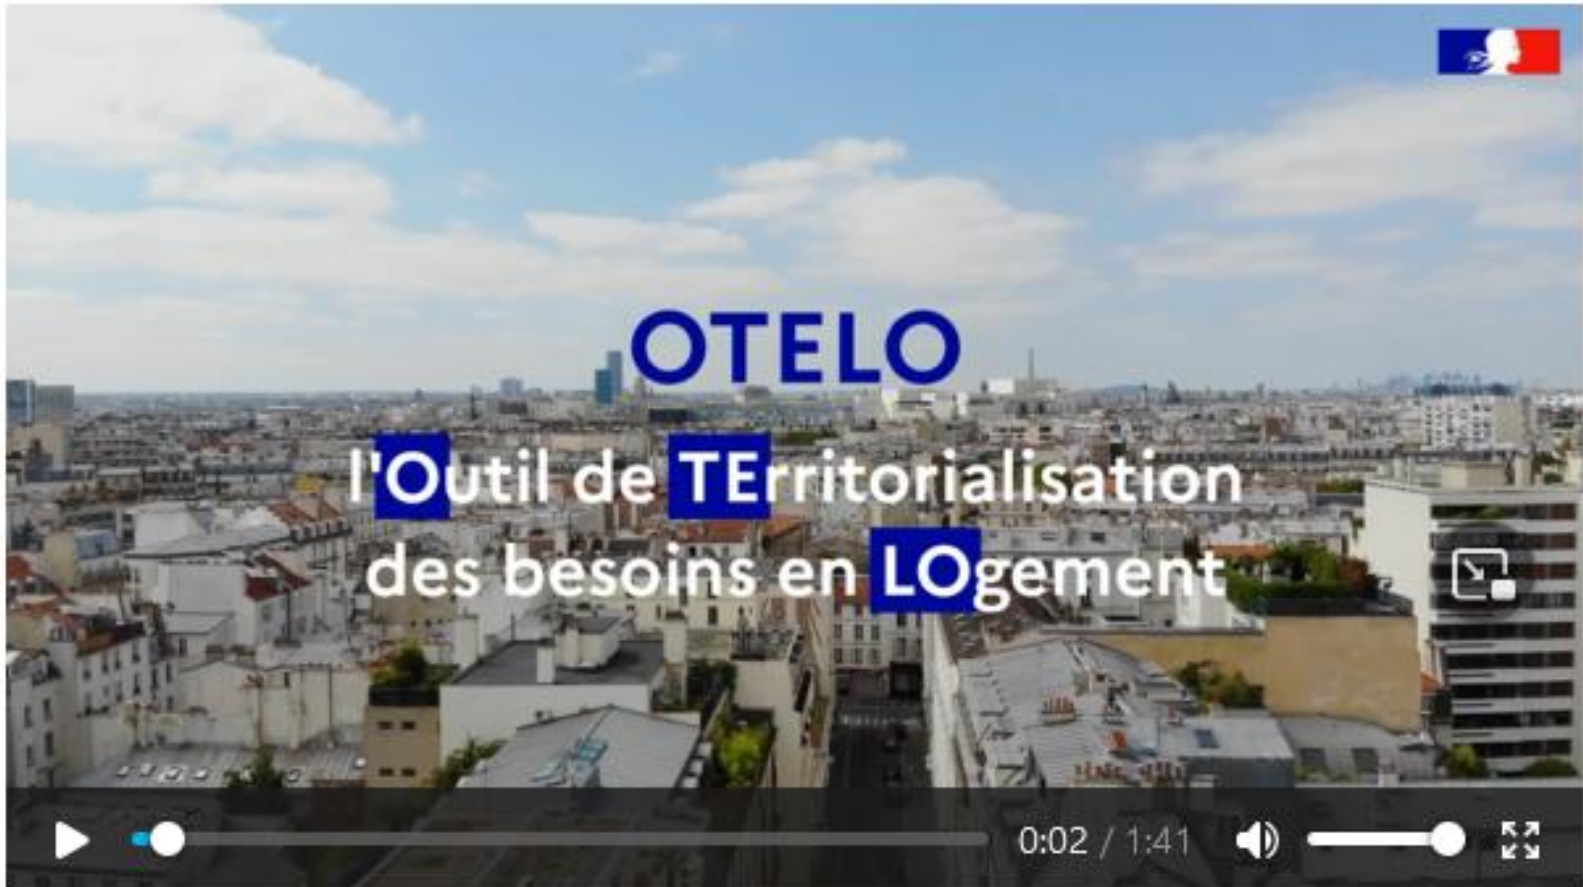 OTELO
l'Outil de TErritorialisation
des besoins en LOgement
0:02 / 1:41